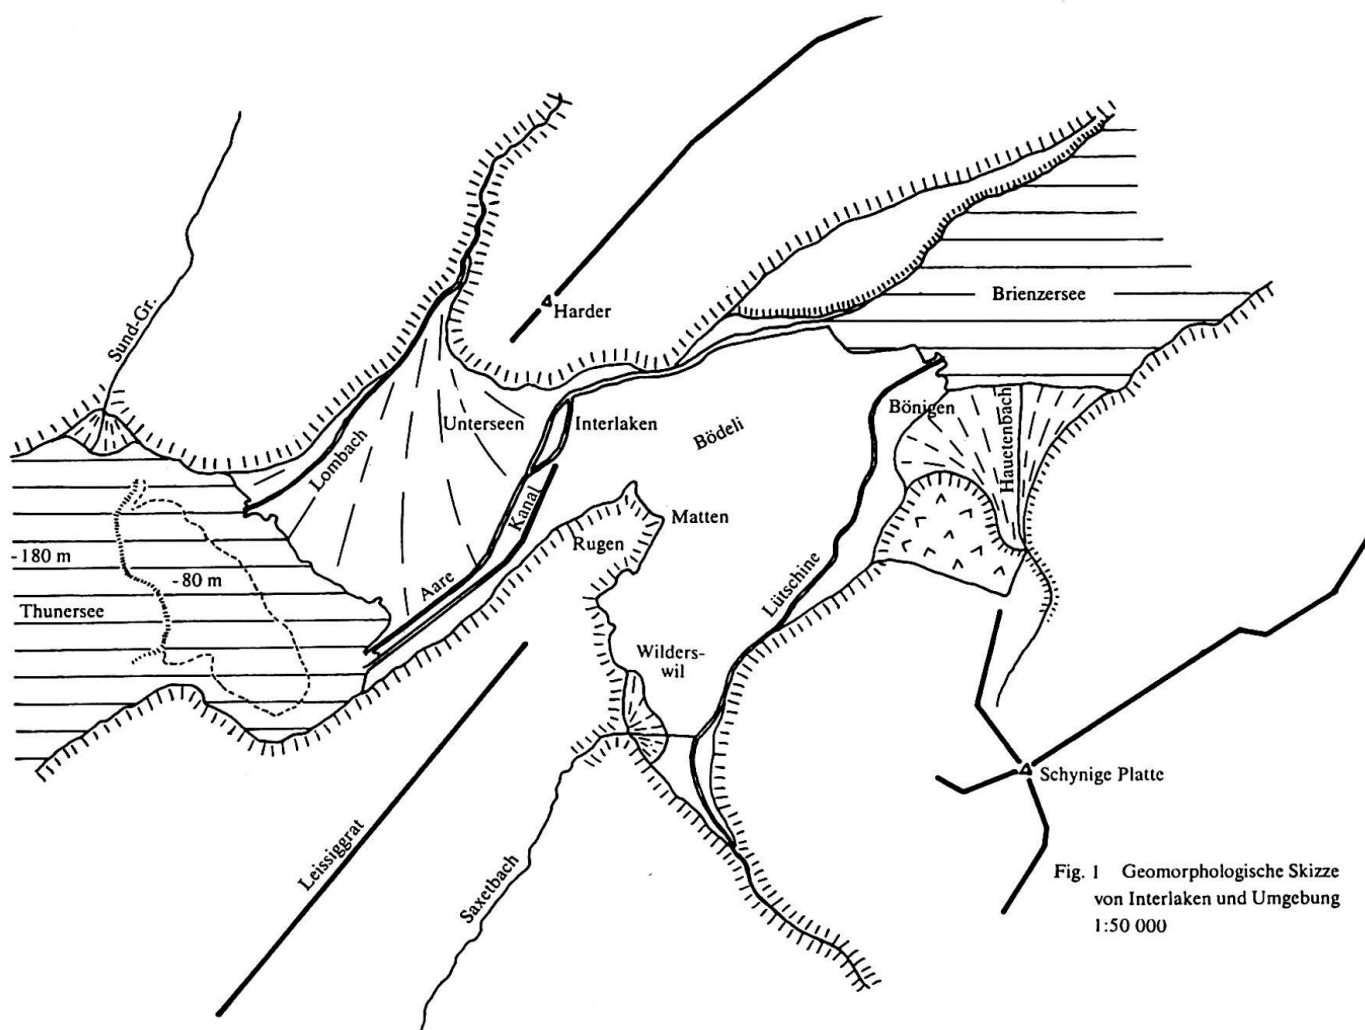 Sund-Gr.
Harder
Brienzersee
Lombach
Unterseen
Interlaken
Bödeli
Bönigen
Hauetenbach
Kanal
Rugen
Matten
-180 m
-80 m
Thunersee
Aare
Lütschine
Wilders-
wil
Schynige Platte
Leissiggrat
Saxetbach
Fig. 1 Geomorphologische Skizze
von Interlaken und Umgebung
1:50 000